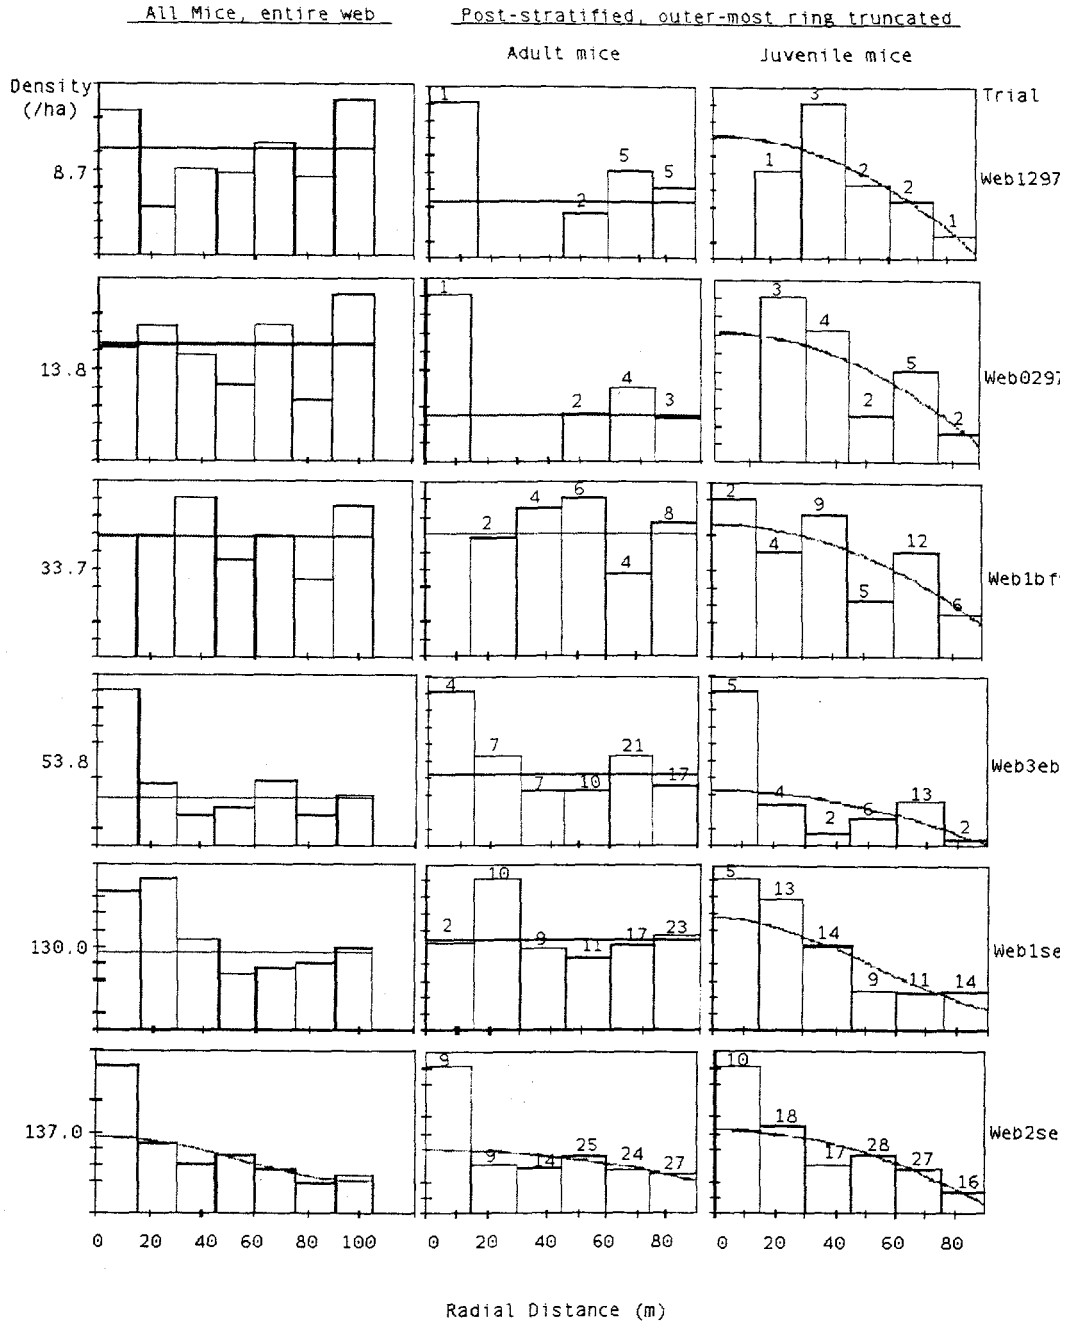 All Mice, entire web Post-stratified, outer-most ring truncated
Adult mice Juvenile mice
Density
(/ha)
Trial
1 3
5 5 1 2 2
8.7 Web1297
2 1
1 3
4 4 5
13.8 Web0297
2 3 2 2
6 2 9
4 8
2 4 12
33.7 Web1bf
4 5 6
4 5
7 21
53.8 17 4 13 Web3eb
7 10 2 6 2
10 5 13
2 23 14
130.0 9 11 17 9 11 14 Web1se
9 10
18
137.0 25 24 28 Web2se
9 14 27 17 27 16
0 20 40 60 80 100 0 20 40 60 80 0 20 40 60 80
Radial Distance (m)